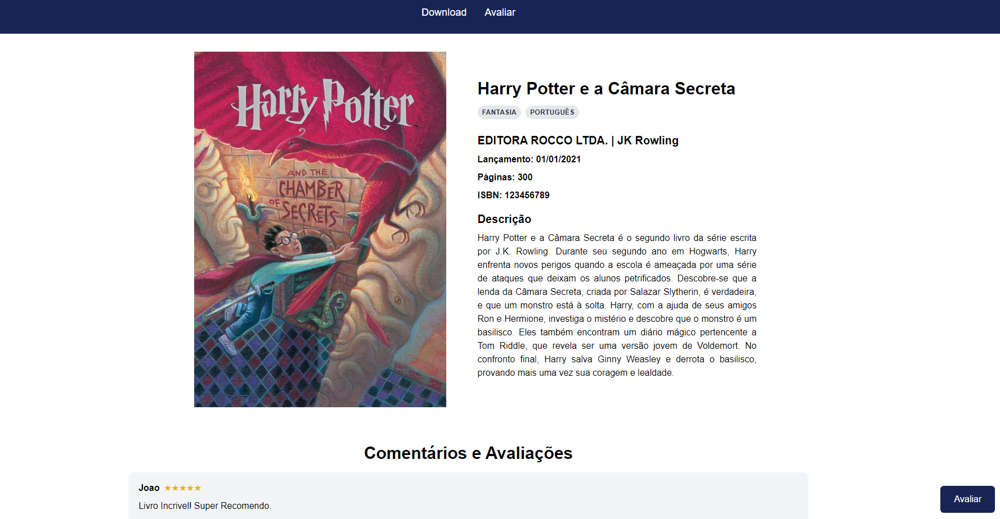 Download Avaliar
Harry Potter
AND THE
CHAMBER
OF SECRETS
Harry Potter e a Câmara Secreta
FANTASIA PORTUGUÊS
EDITORA ROCCO LTDA. | JK Rowling
Lançamento: 01/01/2021
Páginas: 300
ISBN: 123456789
Descrição
Harry Potter e a Câmara Secreta é o segundo livro da série escrita
por J.K. Rowling. Durante seu segundo ano em Hogwarts, Harry
enfrenta novos perigos quando a escola é ameaçada por uma série
de ataques que deixam os alunos petrificados. Descobre-se que a
lenda da Câmara Secreta, criada por Salazar Slytherin, é verdadeira,
e que um monstro está à solta. Harry, com a ajuda de seus amigos
Ron e Hermione, investiga o mistério e descobre que o monstro é um
basilisco. Eles também encontram um diário mágico pertencente a
Tom Riddle, que revela ser uma versão jovem de Voldemort. No
confronto final, Harry salva Ginny Weasley e derrota o basilisco,
provando mais uma vez sua coragem e lealdade.
Comentários e Avaliações
Joao ★★★★★
Livro Incrivel! Super Recomendo.
Avaliar